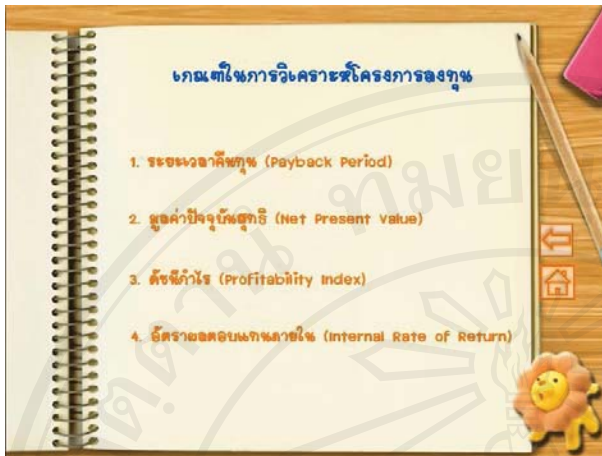 เกณฑ์ในการวิเคราะห์โครงการลงทุน
1. ระยะเวลาคืนทุน (Payback Period)
2. มูลค่าปัจจุบันสุทธิ (Net Present Value)
3. ดัชนีกำไร (Profitability Index)
4. อัตราผลตอบแทนภายใน (Internal Rate of Return)